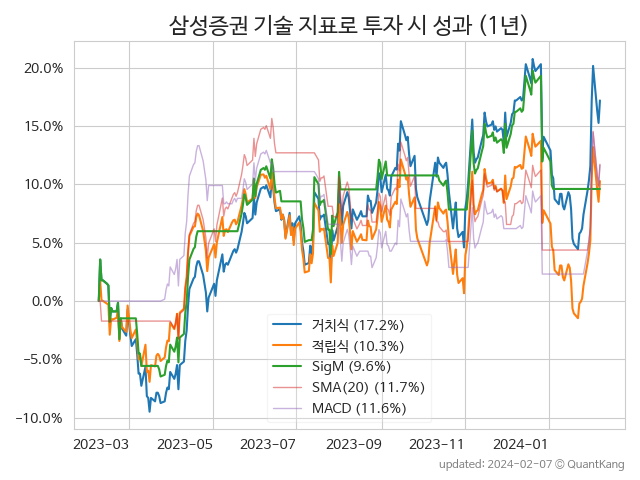 삼성증권 기술 지표로 투자 시 성과 (1년)
20.0%
15.0%
10.0%
5.0%
0.0%
−5.0%
−10.0%
거치식 (17.2%)
적립식 (10.3%)
SigM (9.6%)
SMA(20) (11.7%)
MACD (11.6%)
2023-03 2023-05 2023-07 2023-09 2023-11 2024-01
updated: 2024-02-07 © QuantKang